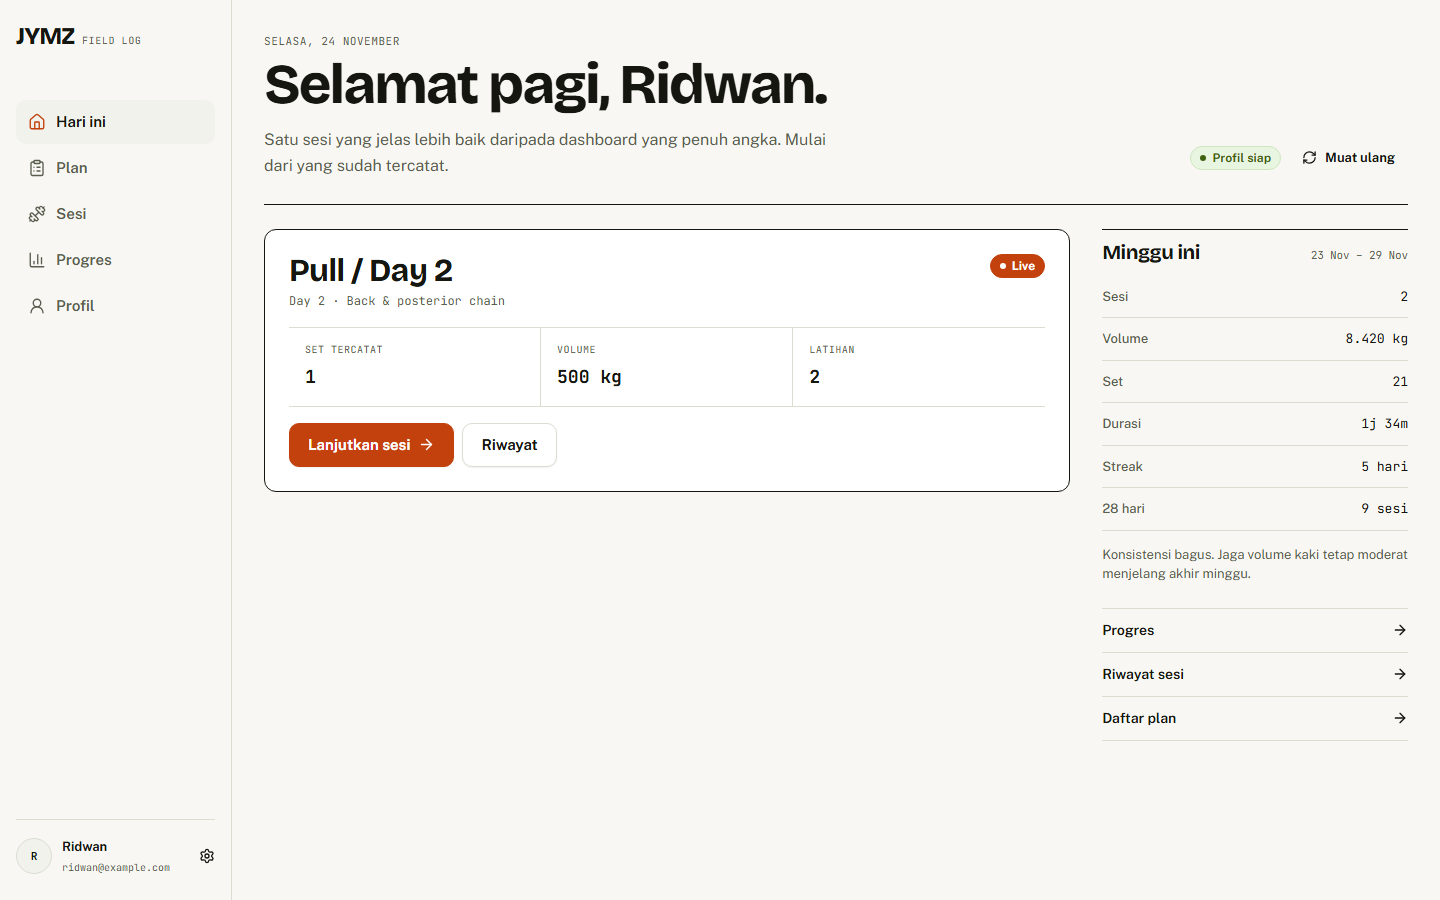 JYMZ FIELD LOG
Hari ini
Plan
Sesi
Progres
Profil
Ridwan
R
ridwan@example.com
SELASA, 24 NOVEMBER
Selamat pagi, Ridwan.
Satu sesi yang jelas lebih baik daripada dashboard yang penuh angka. Mulai
dari yang sudah tercatat.
Profil siap
Muat ulang
Pull / Day 2
Live
Day 2 · Back & posterior chain
SET TERCATAT
1
VOLUME
500 kg
LATIHAN
2
Lanjutkan sesi
Riwayat
Minggu ini
23 Nov – 29 Nov
Sesi 2
Volume 8.420 kg
Set 21
Durasi 1j 34m
Streak 5 hari
28 hari 9 sesi
Konsistensi bagus. Jaga volume kaki tetap moderat
menjelang akhir minggu.
Progres
Riwayat sesi
Daftar plan